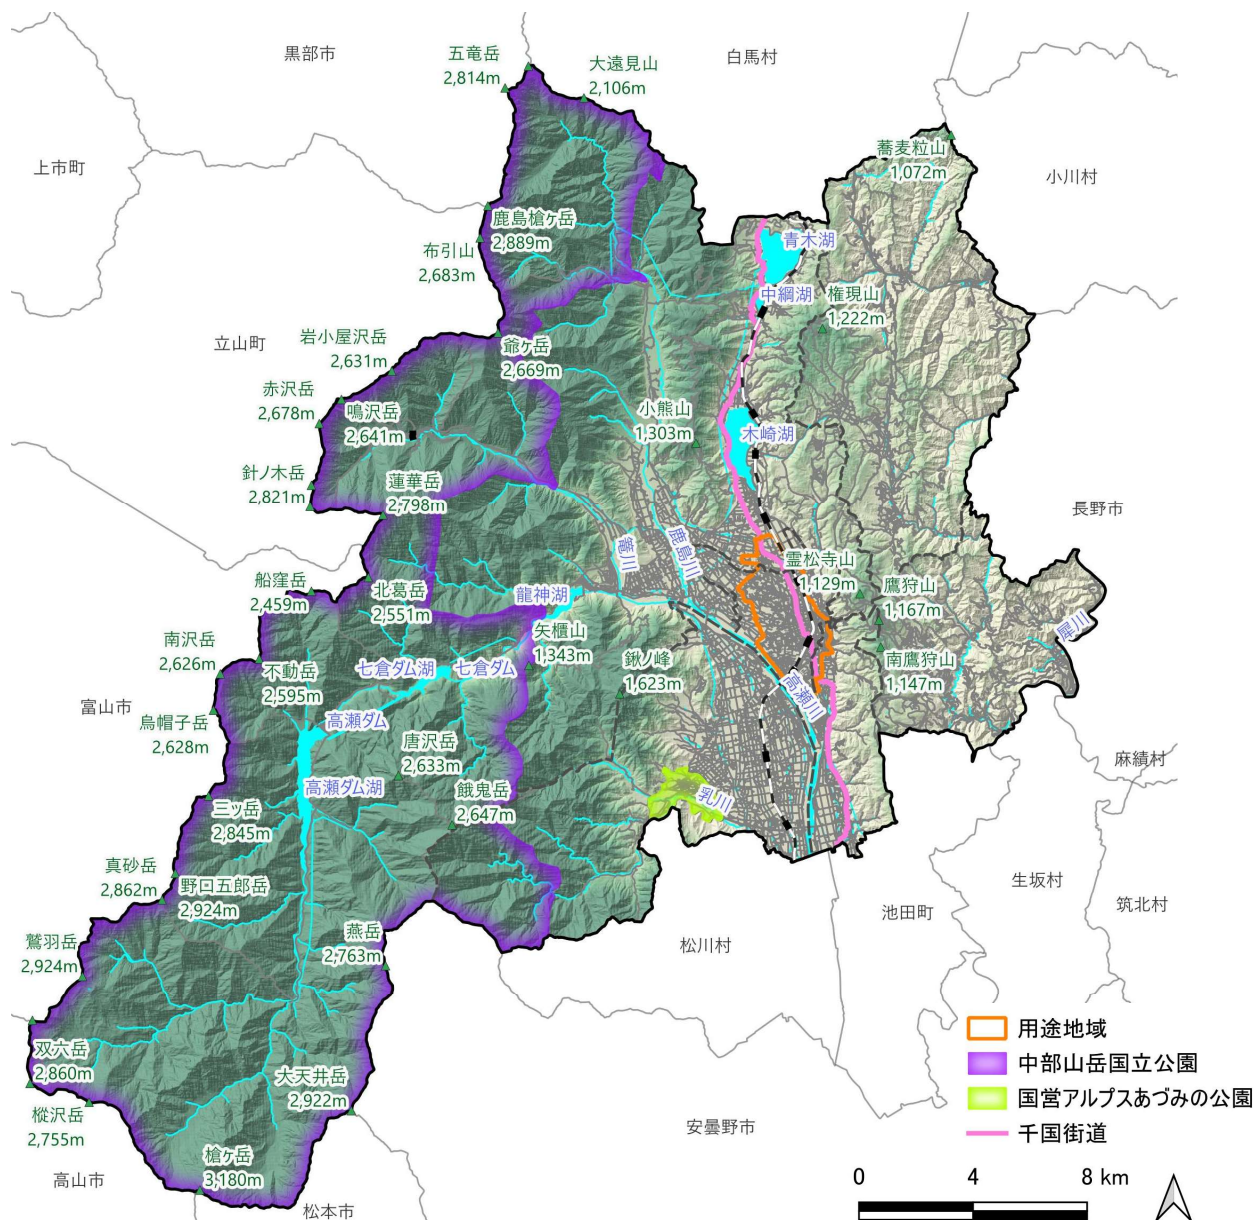 黒部市
五竜岳
2,814m
大遠見山
2,106m
白馬村
上市町
蕎麦粒山
1,072m
小川村
鹿島槍ヶ岳
2,889m
布引山
2,683m
青木湖
中綱湖
権現山
1,222m
立山町
岩小屋沢岳
2,631m
爺ヶ岳
2,669m
赤沢岳
2,678m
鳴沢岳
2,641m
小熊山
1,303m
木崎湖
針ノ木岳
2,821m
蓮華岳
2,798m
長野市
籠川
鹿島川
霊松寺山
1,129m
船窪岳
2,459m
北葛岳
2,551m
龍神湖
鷹狩山
1,167m
犀川
南沢岳
2,626m
不動岳
2,595m
七倉ダム湖
七倉ダム
矢櫃山
1,343m
鍬ノ峰
1,623m
南鷹狩山
1,147m
高瀬川
富山市
烏帽子岳
2,628m
高瀬ダム
唐沢岳
2,633m
麻績村
高瀬ダム湖
餓鬼岳
2,647m
乳川
三ッ岳
2,845m
真砂岳
2,862m
野口五郎岳
2,924m
生坂村
筑北村
池田町
松川村
燕岳
2,763m
鷲羽岳
2,924m
双六岳
2,860m
大天井岳
2,922m
樅沢岳
2,755m
安曇野市
槍ヶ岳
3,180m
高山市
松本市
用途地域
中部山岳国立公園
国営アルプスあづみの公園
千国街道
0 4 8 km